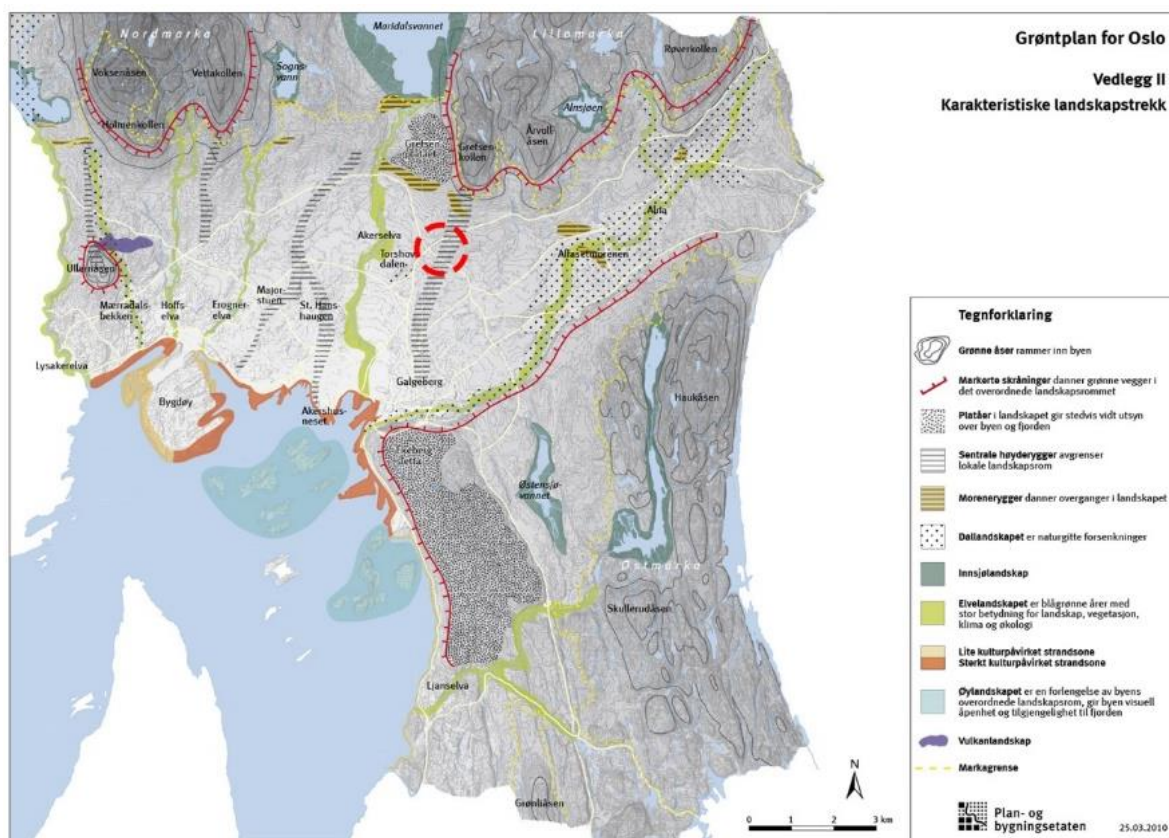 Grøntplan for Oslo
Vedlegg II
Karakteristiske landskapstrekk
Nordmarka
Maridalsvannet
Lillomarka
Røverkollen
Voksenåsen
Vettakollen
Sogns-
vann
Alnsjøen
Holmenkollen
Grefsen
platået
Grefsen
kollen
Årvoll
åsen
Akerselva
Alna
Torshov
dalen
Alfasetmorenen
Ullernåsen
Major-
stuen
St. Hans
haugen
Mærradals
bekken
Hoffs
elva
Frogner-
elva
Lysakerelva
Galgeberg
Bygdøy
Akershus-
neset
Haukåsen
Ekeberg
sletta
Østensjø-
vannet
Østmarka
Skullerudåsen
Ljanselva
Grønliåsen
N
0 1 2 3 km
Tegnforklaring
Grønne åser rammer inn byen
Markerte skråninger danner grønne vegger i
det overordnede landskapsrommet
Platåer i landskapet gir stedvis vidt utsyn
over byen og fjorden
Sentrale høyderygger avgrenser
lokale landskapsrom
Morenerygger danner overganger i landskapet
Dallandskapet er naturgitte forsenkninger
Innsjølandskap
Elvelandskapet er blågrønne årer med
stor betydning for landskap, vegetasjon,
klima og økologi
Lite kulturpåvirket strandsone
Sterkt kulturpåvirket strandsone
Øylandskapet er en forlengelse av byens
overordnede landskapsrom, gir byen visuell
åpenhet og tilgjengelighet til fjorden
Vulkanlandskap
Markagrense
Plan- og
bygningsetaten
25.03.2010